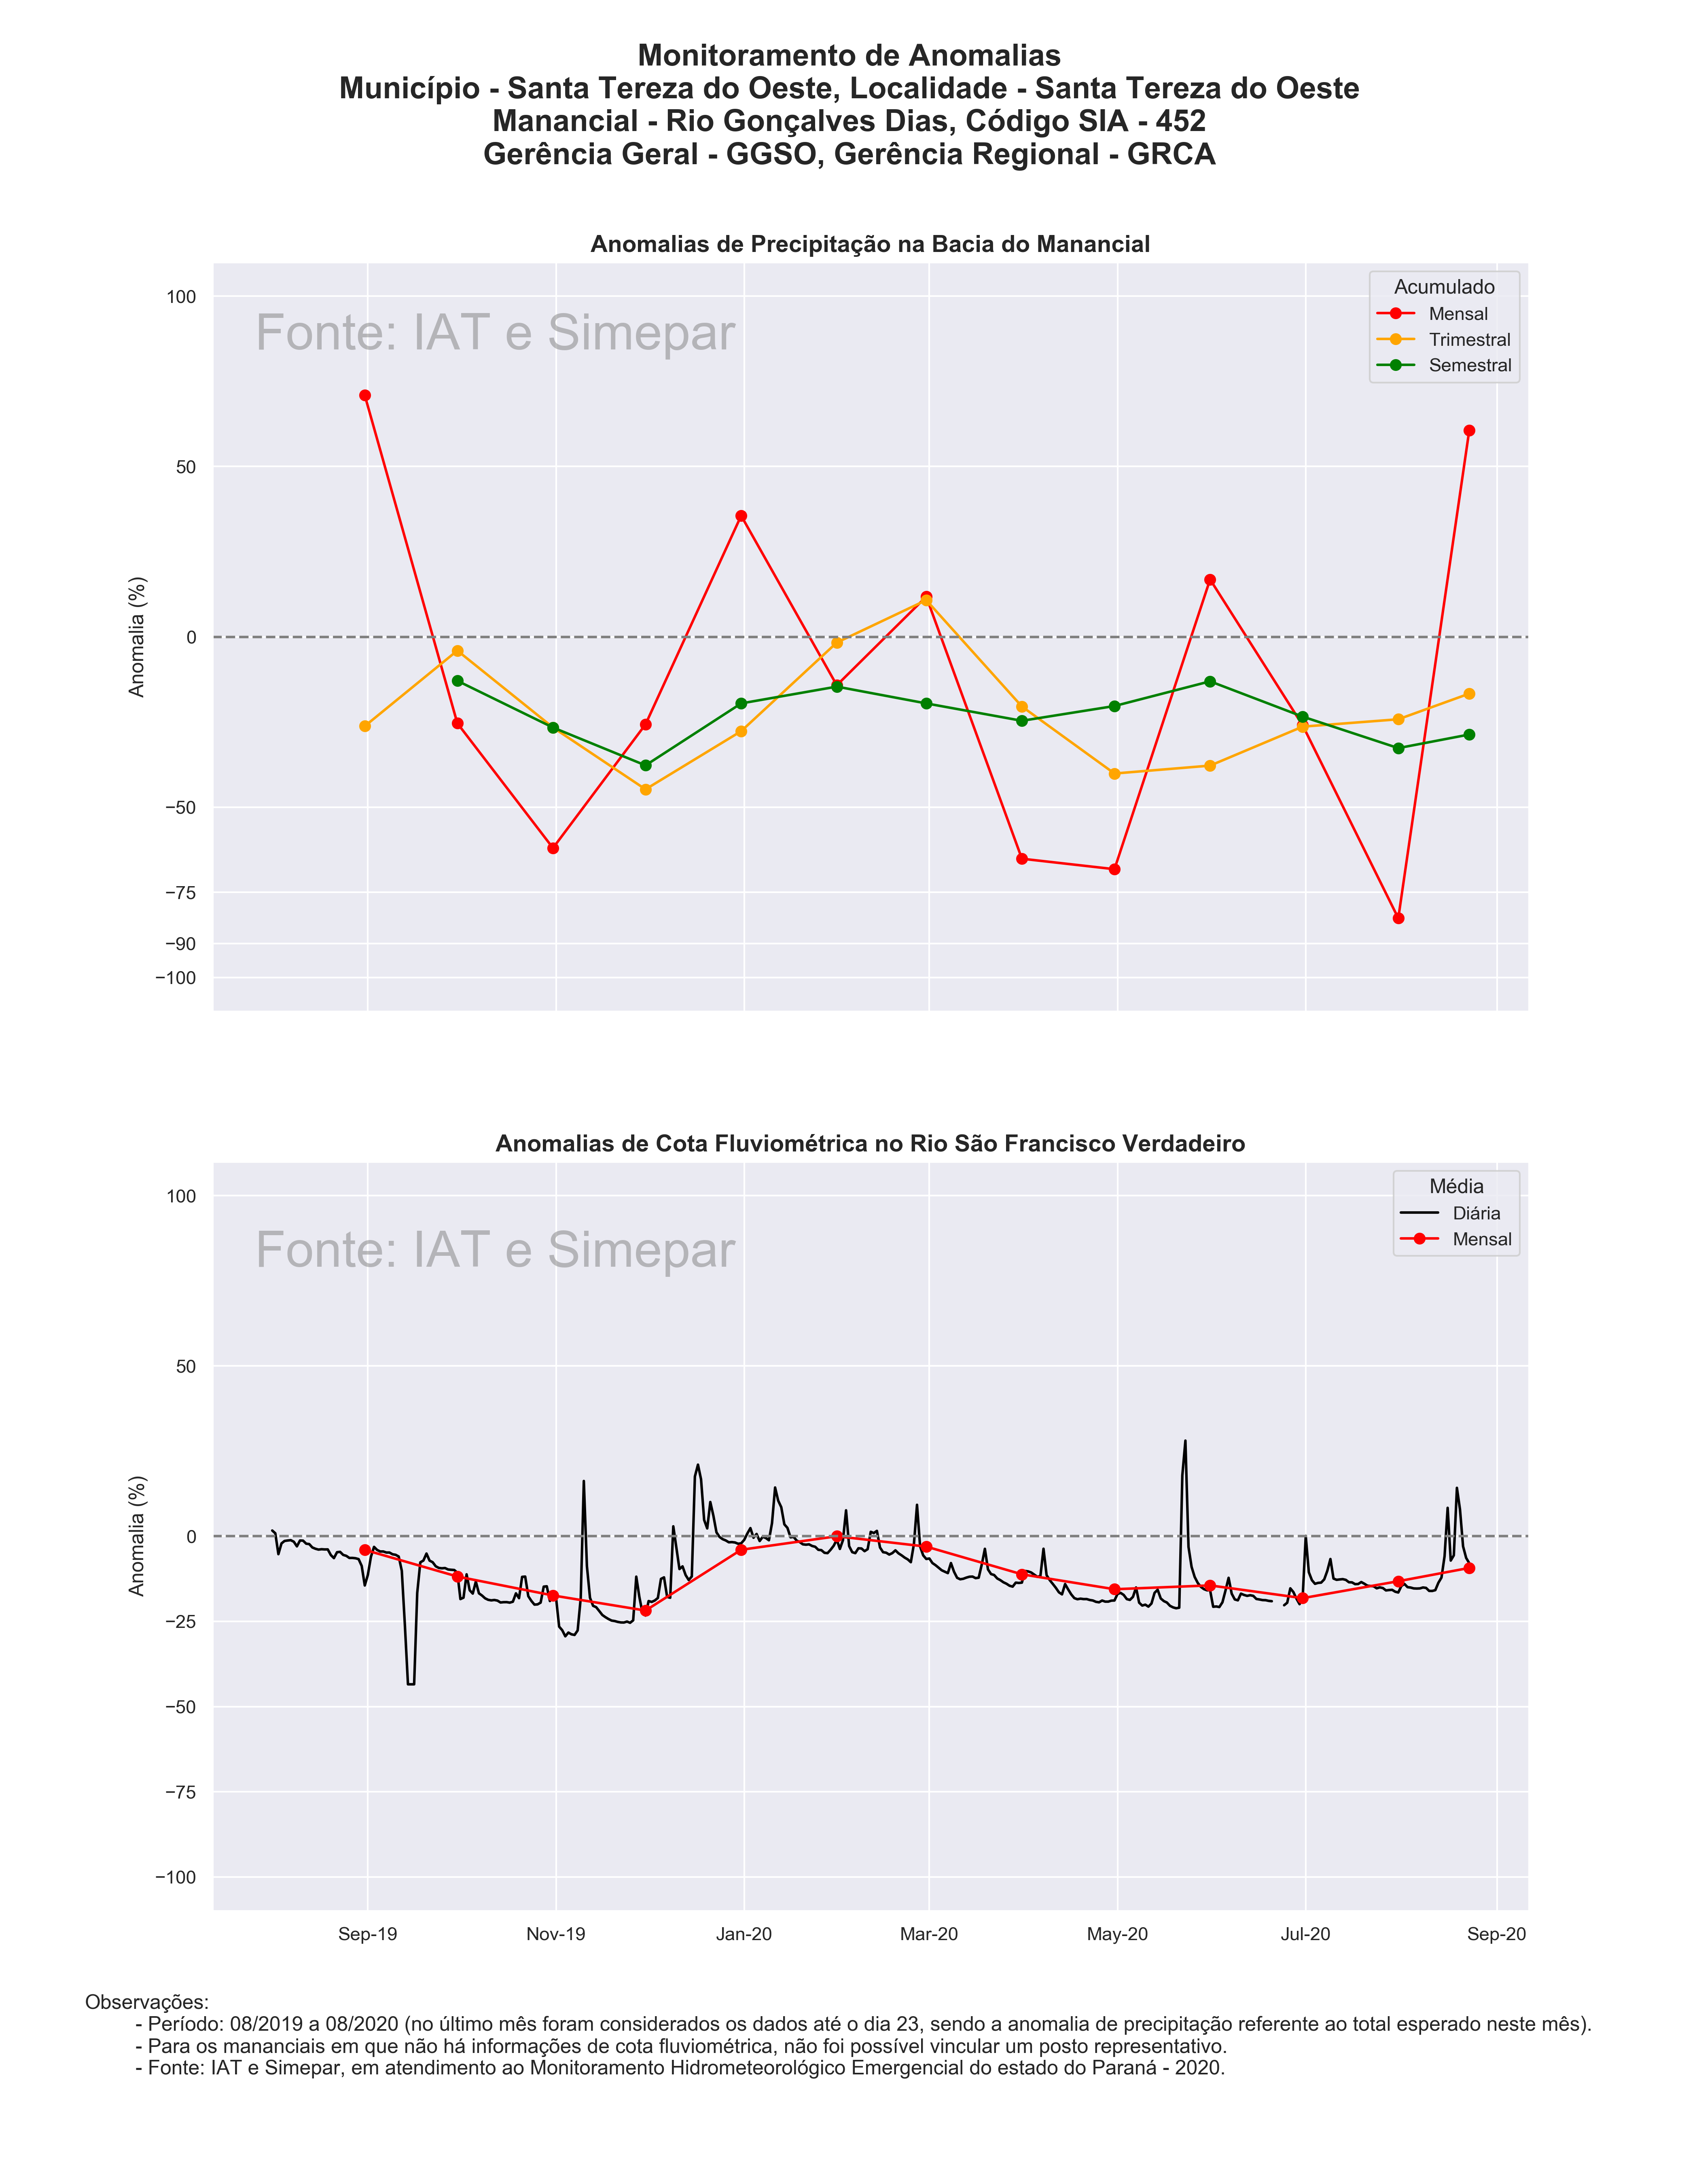 Monitoramento de Anomalias
Município - Santa Tereza do Oeste, Localidade - Santa Tereza do Oeste
Manancial - Rio Gonçalves Dias, Código SIA - 452
Gerência Geral - GGSO, Gerência Regional - GRCA
Anomalias de Precipitação na Bacia do Manancial
Fonte: IAT e Simepar
Acumulado
Mensal
Trimestral
Semestral
Anomalia (%)
100
50
0
−50
−75
−90
−100
Anomalias de Cota Fluviométrica no Rio São Francisco Verdadeiro
Fonte: IAT e Simepar
Média
Diária
Mensal
Anomalia (%)
100
50
0
−25
−50
−75
−100
Sep-19 Nov-19 Jan-20 Mar-20 May-20 Jul-20 Sep-20
Observações:
- Período: 08/2019 a 08/2020 (no último mês foram considerados os dados até o dia 23, sendo a anomalia de precipitação referente ao total esperado neste mês).
- Para os mananciais em que não há informações de cota fluviométrica, não foi possível vincular um posto representativo.
- Fonte: IAT e Simepar, em atendimento ao Monitoramento Hidrometeorológico Emergencial do estado do Paraná - 2020.